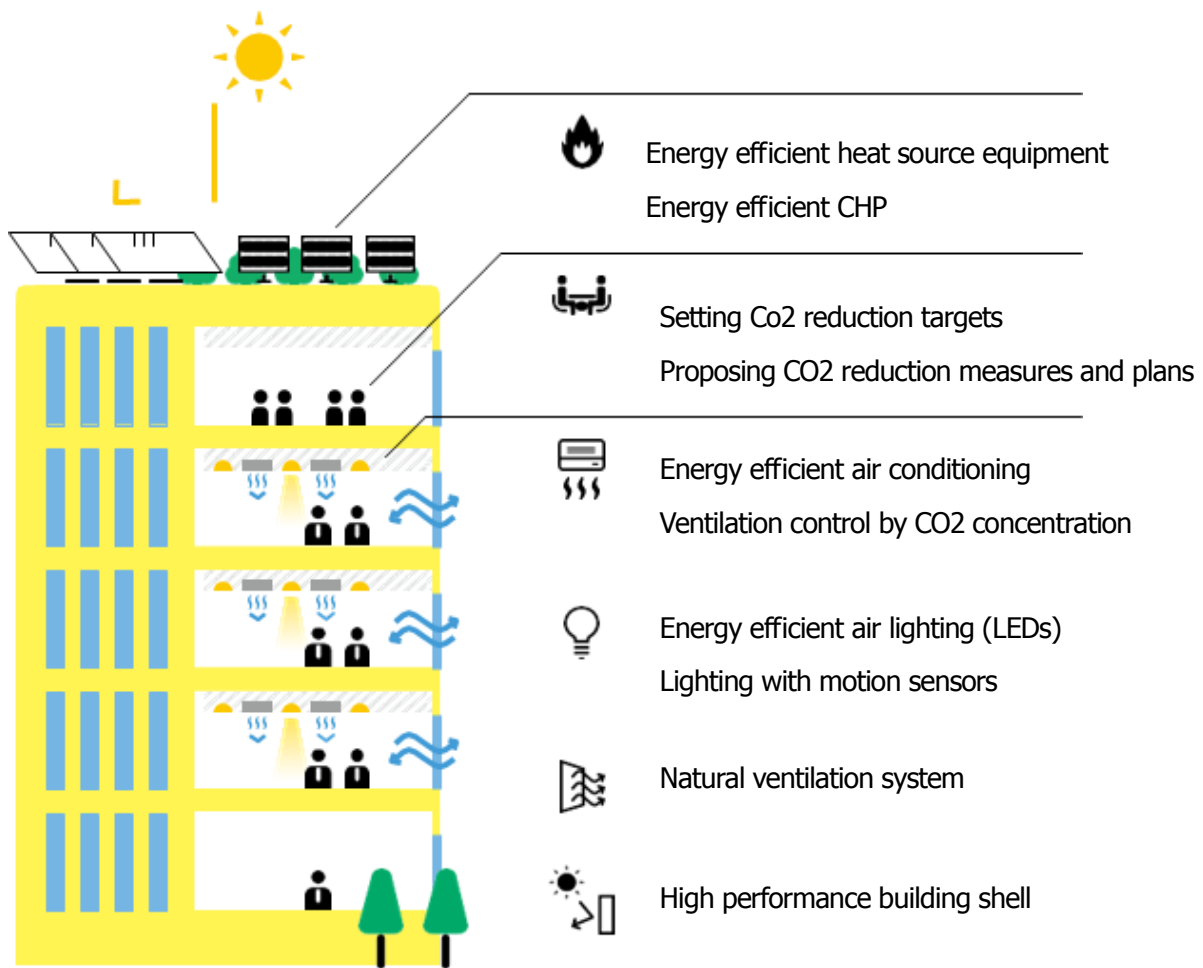 Energy efficient heat source equipment
Energy efficient CHP
Setting Co2 reduction targets
Proposing CO2 reduction measures and plans
Energy efficient air conditioning
Ventilation control by CO2 concentration
Energy efficient air lighting (LEDs)
Lighting with motion sensors
Natural ventilation system
High performance building shell